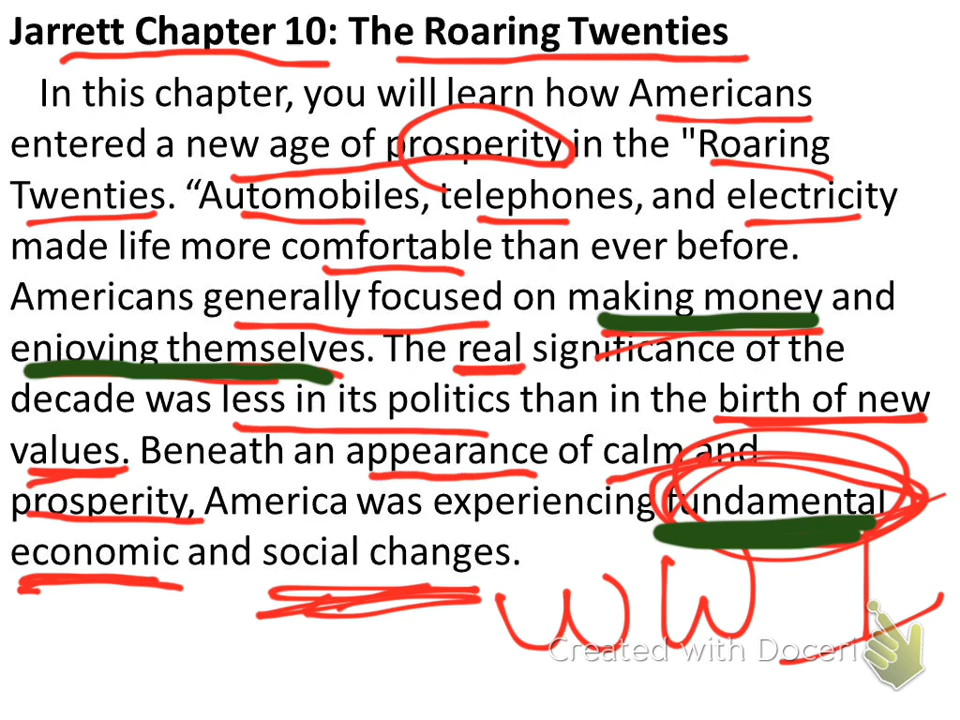 Jarrett Chapter 10: The Roaring Twenties
In this chapter, you will learn how Americans
entered a new age of prosperity in the "Roaring
Twenties. “Automobiles, telephones, and electricity
made life more comfortable than ever before.
Americans generally focused on making money and
enjoying themselves. The real significance of the
decade was less in its politics than in the birth of new
values. Beneath an appearance of calm and
prosperity, America was experiencing fundamental
economic and social changes.
WW I
Created with Doceri